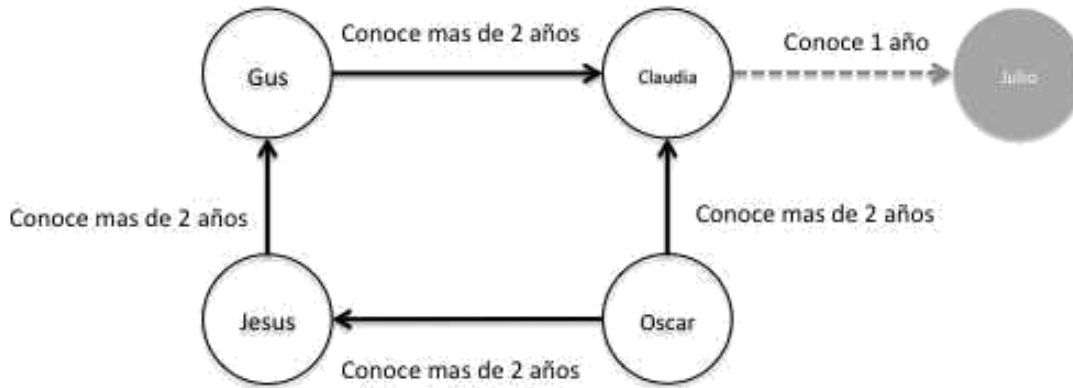 Conoce mas de 2 años
Conoce 1 año
Gus
Claudia
Julio
Conoce mas de 2 años
Conoce mas de 2 años
Jesus
Oscar
Conoce mas de 2 años